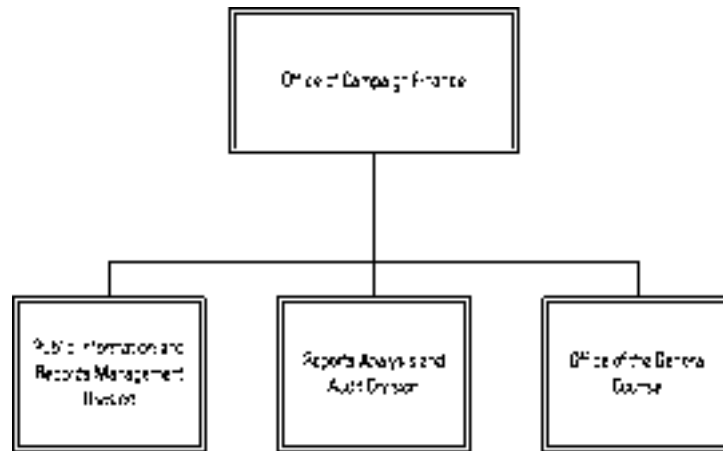 Office of Campaign Finance
Public Information and
Records Management
Division
Reports Analysis and
Audit Division
Office of the General
Counsel